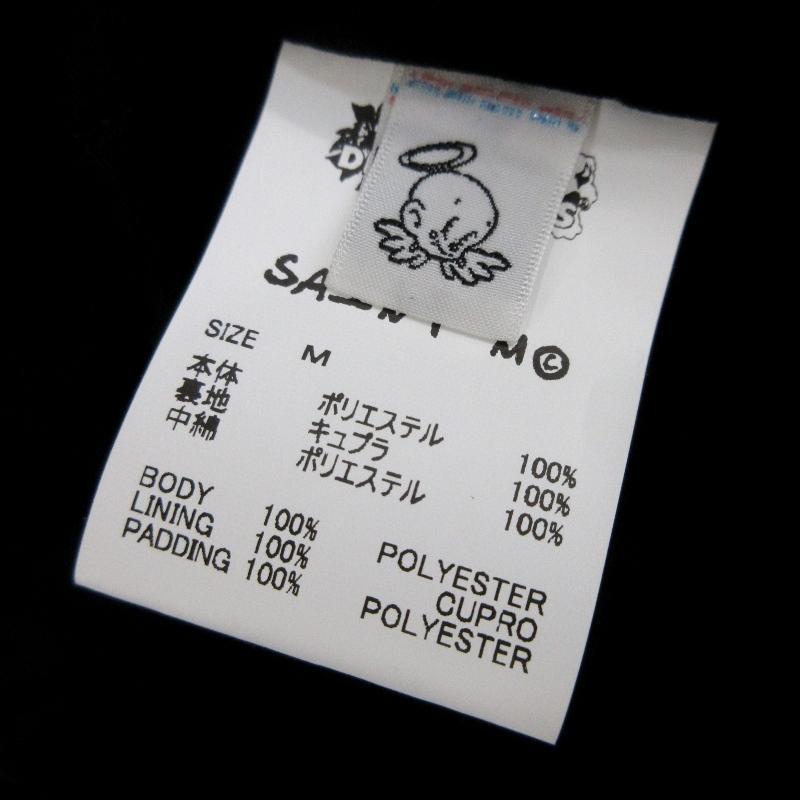 D
M©
SIZE M
本体 ポリエステル 100%
裏地 キュプラ 100%
中綿 ポリエステル 100%
BODY 100% POLYESTER
LINING 100% CUPRO
PADDING 100% POLYESTER